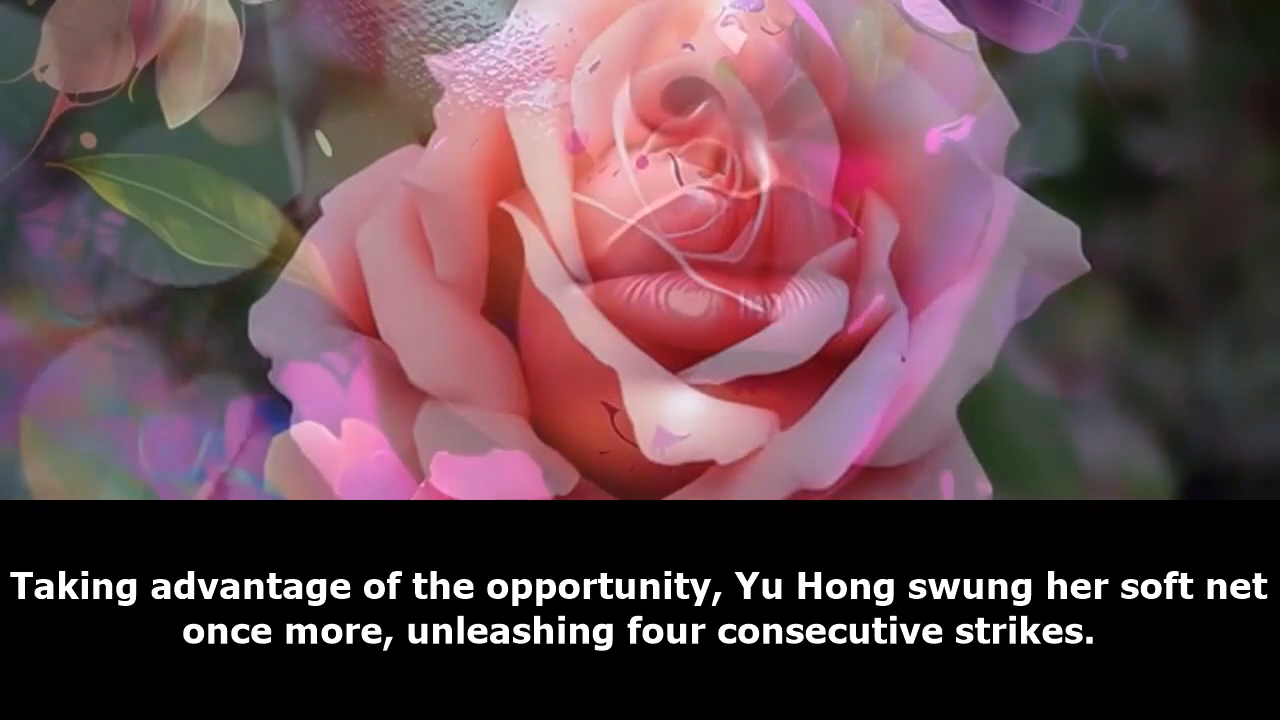 Taking advantage of the opportunity, Yu Hong swung her soft net
once more, unleashing four consecutive strikes.